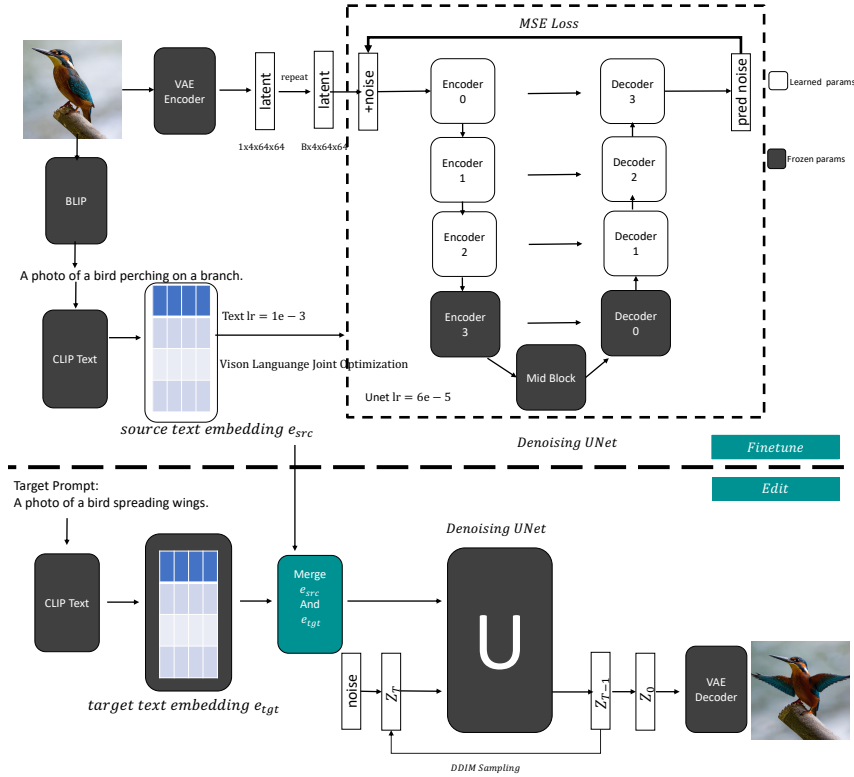 MSE Loss
VAE
Encoder
latent
1x4x64x64
repeat
latent
Bx4x64x64
+noise
Encoder
0
Decoder
3
pred noise
Learned params
Encoder
1
Decoder
2
Frozen params
BLIP
Encoder
2
Decoder
1
A photo of a bird perching on a branch.
CLIP Text
Text lr = 1e − 3
Vison Languange Joint Optimization
Encoder
3
Decoder
0
Mid Block
Unet lr = 6e − 5
source text embedding e_src
Denoising UNet
Finetune
Edit
Target Prompt:
A photo of a bird spreading wings.
Denoising UNet
CLIP Text
Merge
e_src
And
e_tgt
U
target text embedding e_tgt
noise
Z_T
Z_T−1
Z_0
VAE
Decoder
DDIM Sampling